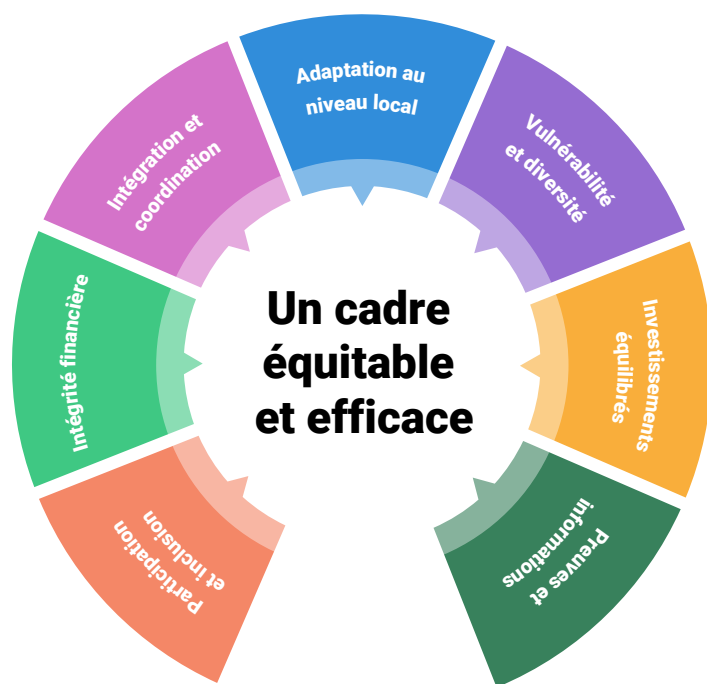 Adaptation au
niveau local
Vulnérabilité
et diversité
Investissements
équilibrés
Preuves et
informations
Participation
et inclusion
Intégrité financière
Intégration et
coordination
Un cadre
équitable
et efficace